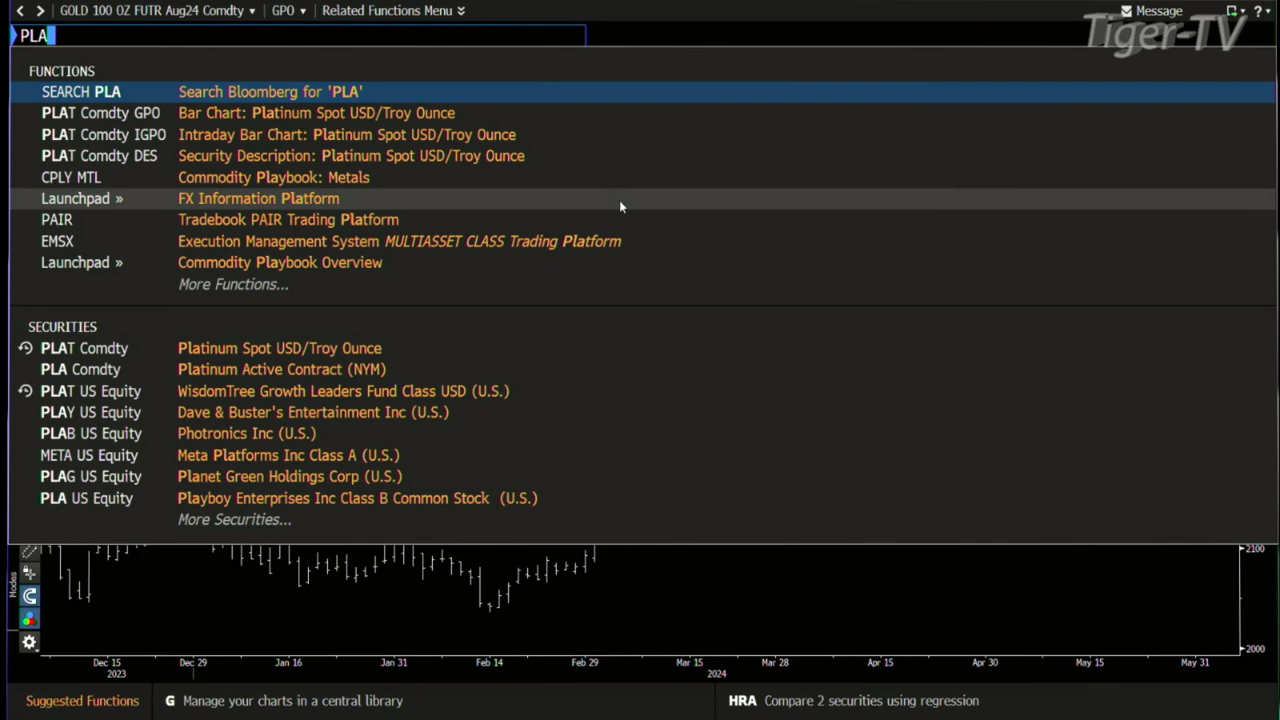 GOLD 100 OZ FUTR Aug24 Comdty GPO Related Functions Menu Message ?
PLA
Tiger-TV
FUNCTIONS
SEARCH PLA Search Bloomberg for 'PLA'
PLAT Comdty GPO Bar Chart: Platinum Spot USD/Troy Ounce
PLAT Comdty IGPO Intraday Bar Chart: Platinum Spot USD/Troy Ounce
PLAT Comdty DES Security Description: Platinum Spot USD/Troy Ounce
CPLY MTL Commodity Playbook: Metals
Launchpad » FX Information Platform
PAIR Tradebook PAIR Trading Platform
EMSX Execution Management System MULTIASSET CLASS Trading Platform
Launchpad » Commodity Playbook Overview
More Functions...
SECURITIES
PLAT Comdty Platinum Spot USD/Troy Ounce
PLA Comdty Platinum Active Contract (NYM)
PLAT US Equity WisdomTree Growth Leaders Fund Class USD (U.S.)
PLAY US Equity Dave & Buster's Entertainment Inc (U.S.)
PLAB US Equity Photronics Inc (U.S.)
META US Equity Meta Platforms Inc Class A (U.S.)
PLAG US Equity Planet Green Holdings Corp (U.S.)
PLA US Equity Playboy Enterprises Inc Class B Common Stock (U.S.)
More Securities...
Modes
2100
2000
Dec 15 Dec 29 Jan 16 Jan 31 Feb 14 Feb 29 Mar 15 Mar 28 Apr 15 Apr 30 May 15 May 31
2023 2024
Suggested Functions G Manage your charts in a central library HRA Compare 2 securities using regression